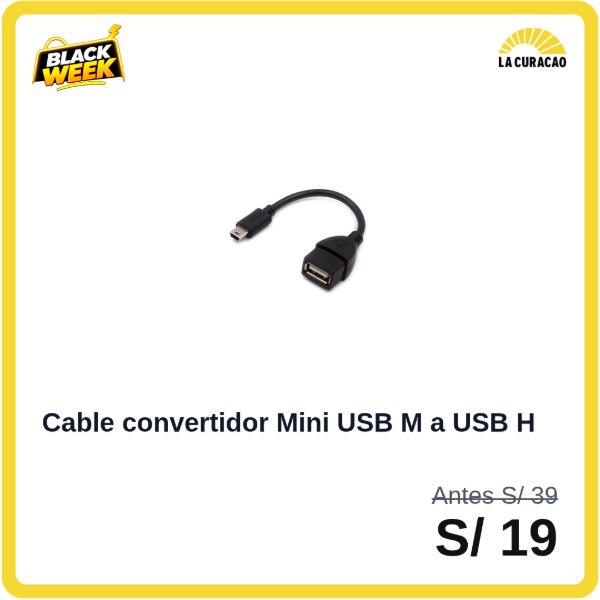 BLACK
WEEK
LA CURACAO
Cable convertidor Mini USB M a USB H
Antes S/ 39
S/ 19